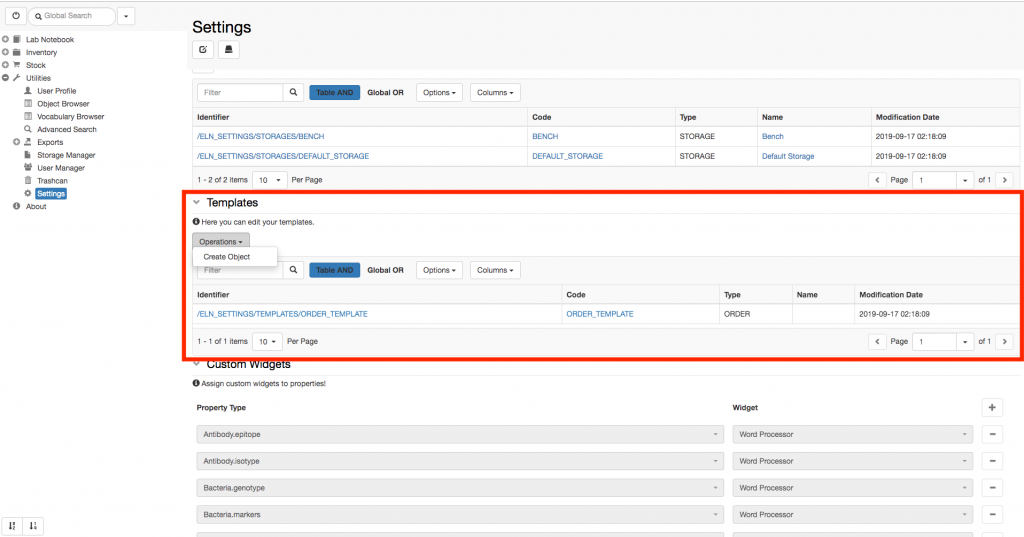 Global Search
Lab Notebook
Inventory
Stock
Utilities
User Profile
Object Browser
Vocabulary Browser
Advanced Search
Exports
Storage Manager
User Manager
Trashcan
Settings
About
Settings
Filter Table AND Global OR Options Columns
Identifier Code Type Name Modification Date
/ELN_SETTINGS/STORAGES/BENCH BENCH STORAGE Bench 2019-09-17 02:18:09
/ELN_SETTINGS/STORAGES/DEFAULT_STORAGE DEFAULT_STORAGE STORAGE Default Storage 2019-09-17 02:18:09
1 - 2 of 2 items 10 Per Page Page 1 of 1
Templates
Here you can edit your templates.
Operations
Create Object
Filter Table AND Global OR Options Columns
Identifier Code Type Name Modification Date
/ELN_SETTINGS/TEMPLATES/ORDER_TEMPLATE ORDER_TEMPLATE ORDER 2019-09-17 02:18:09
1 - 1 of 1 items 10 Per Page Page 1 of 1
Custom Widgets
Assign custom widgets to properties!
Property Type Widget
Antibody.epitope Word Processor
Antibody.isotype Word Processor
Bacteria.genotype Word Processor
Bacteria.markers Word Processor